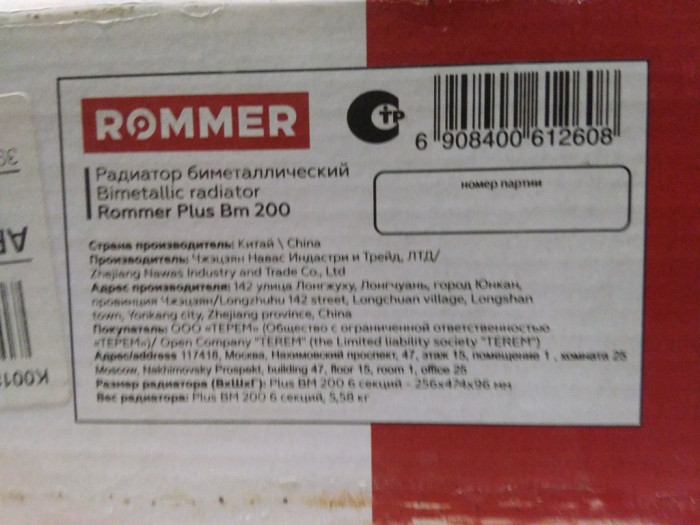 ROMMER
CTP
6 908400 612608
Радиатор биметаллический
Bimetallic radiator
Rommer Plus Bm 200
номер партии
Страна производитель: Китай \ China
Производитель: Чжэцзян Навас Индастри и Трейд, ЛТД/
Zhejiang Nawas Industry and Trade Co., Ltd
Адрес производителя: 142 улица Лонгжуху, Лонгчуань, город Юнкан,
провинция Чжэцзян/Longzhuhu 142 street, Longchuan village, Longshan
town, Yonkang city, Zhejiang province, China
Покупатель: ООО «ТЕРЕМ» (Общество с ограниченной ответственностью
«ТЕРЕМ»)/ Open Company "TEREM" (the Limited liability society "TEREM")
Адрес/address 117418, Москва, Нахимовский проспект, 47, этаж 15, помещение 1 , комната 25
Moscow, Nakhimovsky Prospekt, building 47, floor 15, room 1, office 25
Размер радиатора (ВxШxГ): Plus BM 200 6 секций - 256x474x96 мм
Вес радиатора: Plus BM 200 6 секций, 5,58 кг